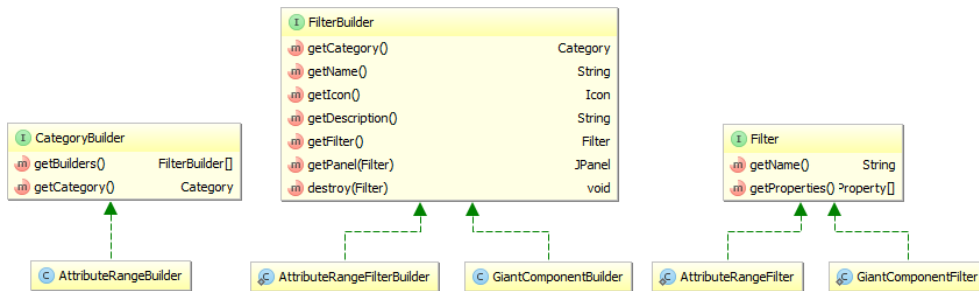 FilterBuilder
getCategory() Category
getName() String
getIcon() Icon
getDescription() String
getFilter() Filter
getPanel(Filter) JPanel
destroy(Filter) void
CategoryBuilder
getBuilders() FilterBuilder[]
getCategory() Category
Filter
getName() String
getProperties() Property[]
AttributeRangeBuilder
AttributeRangeFilterBuilder
GiantComponentBuilder
AttributeRangeFilter
GiantComponentFilter